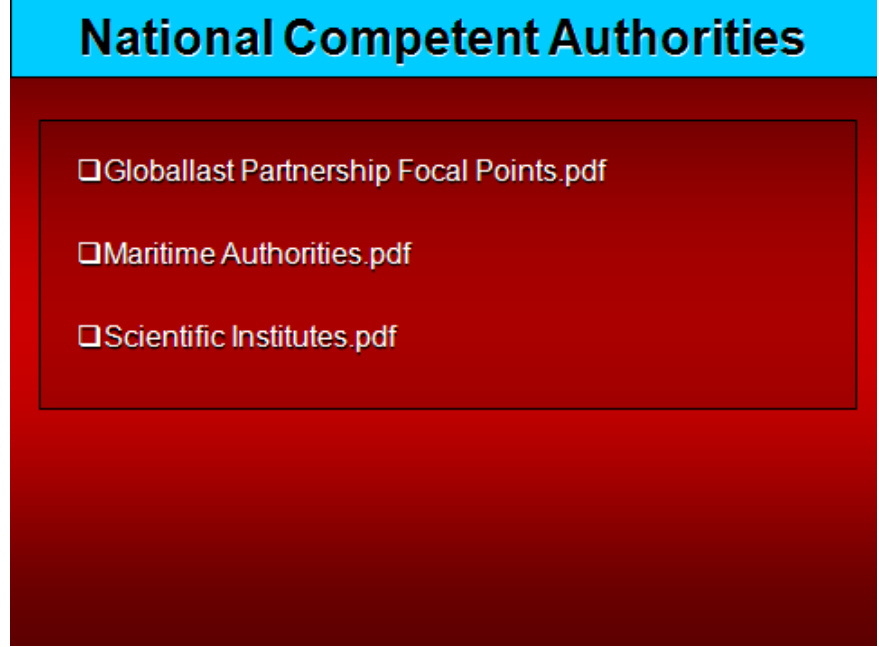 National Competent Authorities
❑Globallast Partnership Focal Points.pdf
❑Maritime Authorities.pdf
❑Scientific Institutes.pdf